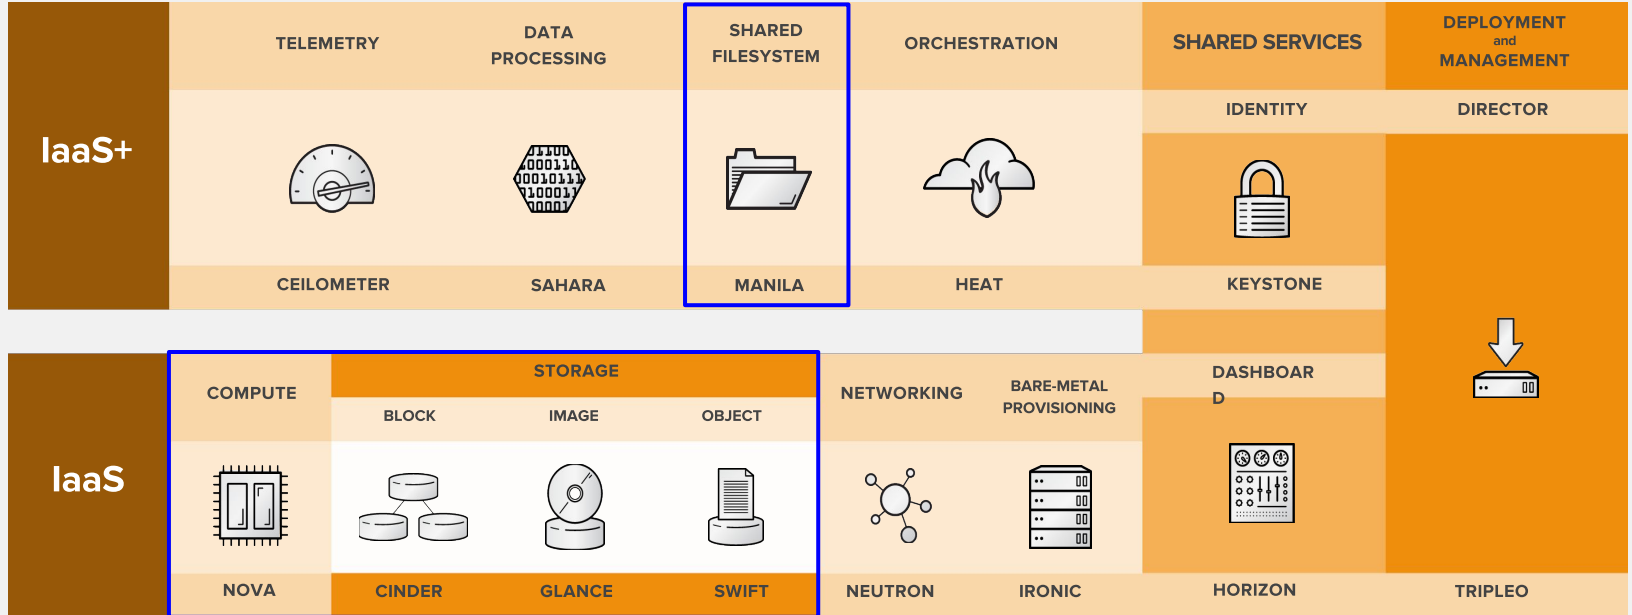 IaaS+
TELEMETRY
DATA
PROCESSING
SHARED
FILESYSTEM
ORCHESTRATION
SHARED SERVICES
DEPLOYMENT
and
MANAGEMENT
IDENTITY
DIRECTOR
CEILOMETER
SAHARA
MANILA
HEAT
KEYSTONE
IaaS
COMPUTE
STORAGE
BLOCK
IMAGE
OBJECT
NETWORKING
BARE-METAL
PROVISIONING
DASHBOAR
D
NOVA
CINDER
GLANCE
SWIFT
NEUTRON
IRONIC
HORIZON
TRIPLEO